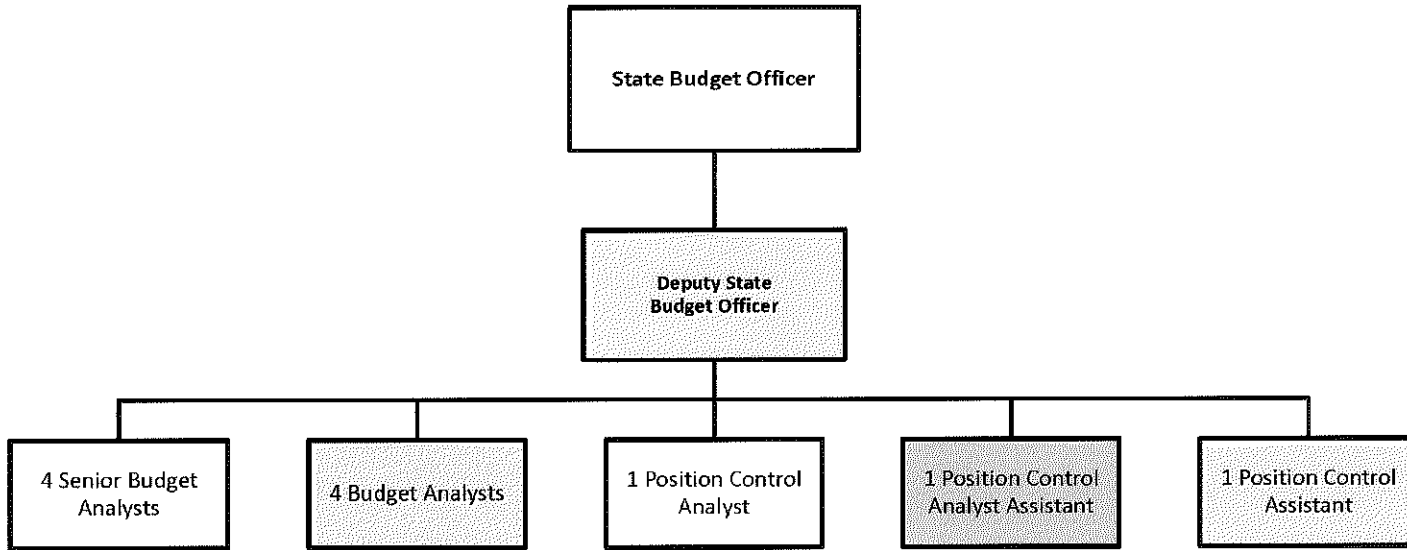 State Budget Officer
Deputy State
Budget Officer
4 Senior Budget
Analysts
4 Budget Analysts
1 Position Control
Analyst
1 Position Control
Analyst Assistant
1 Position Control
Assistant